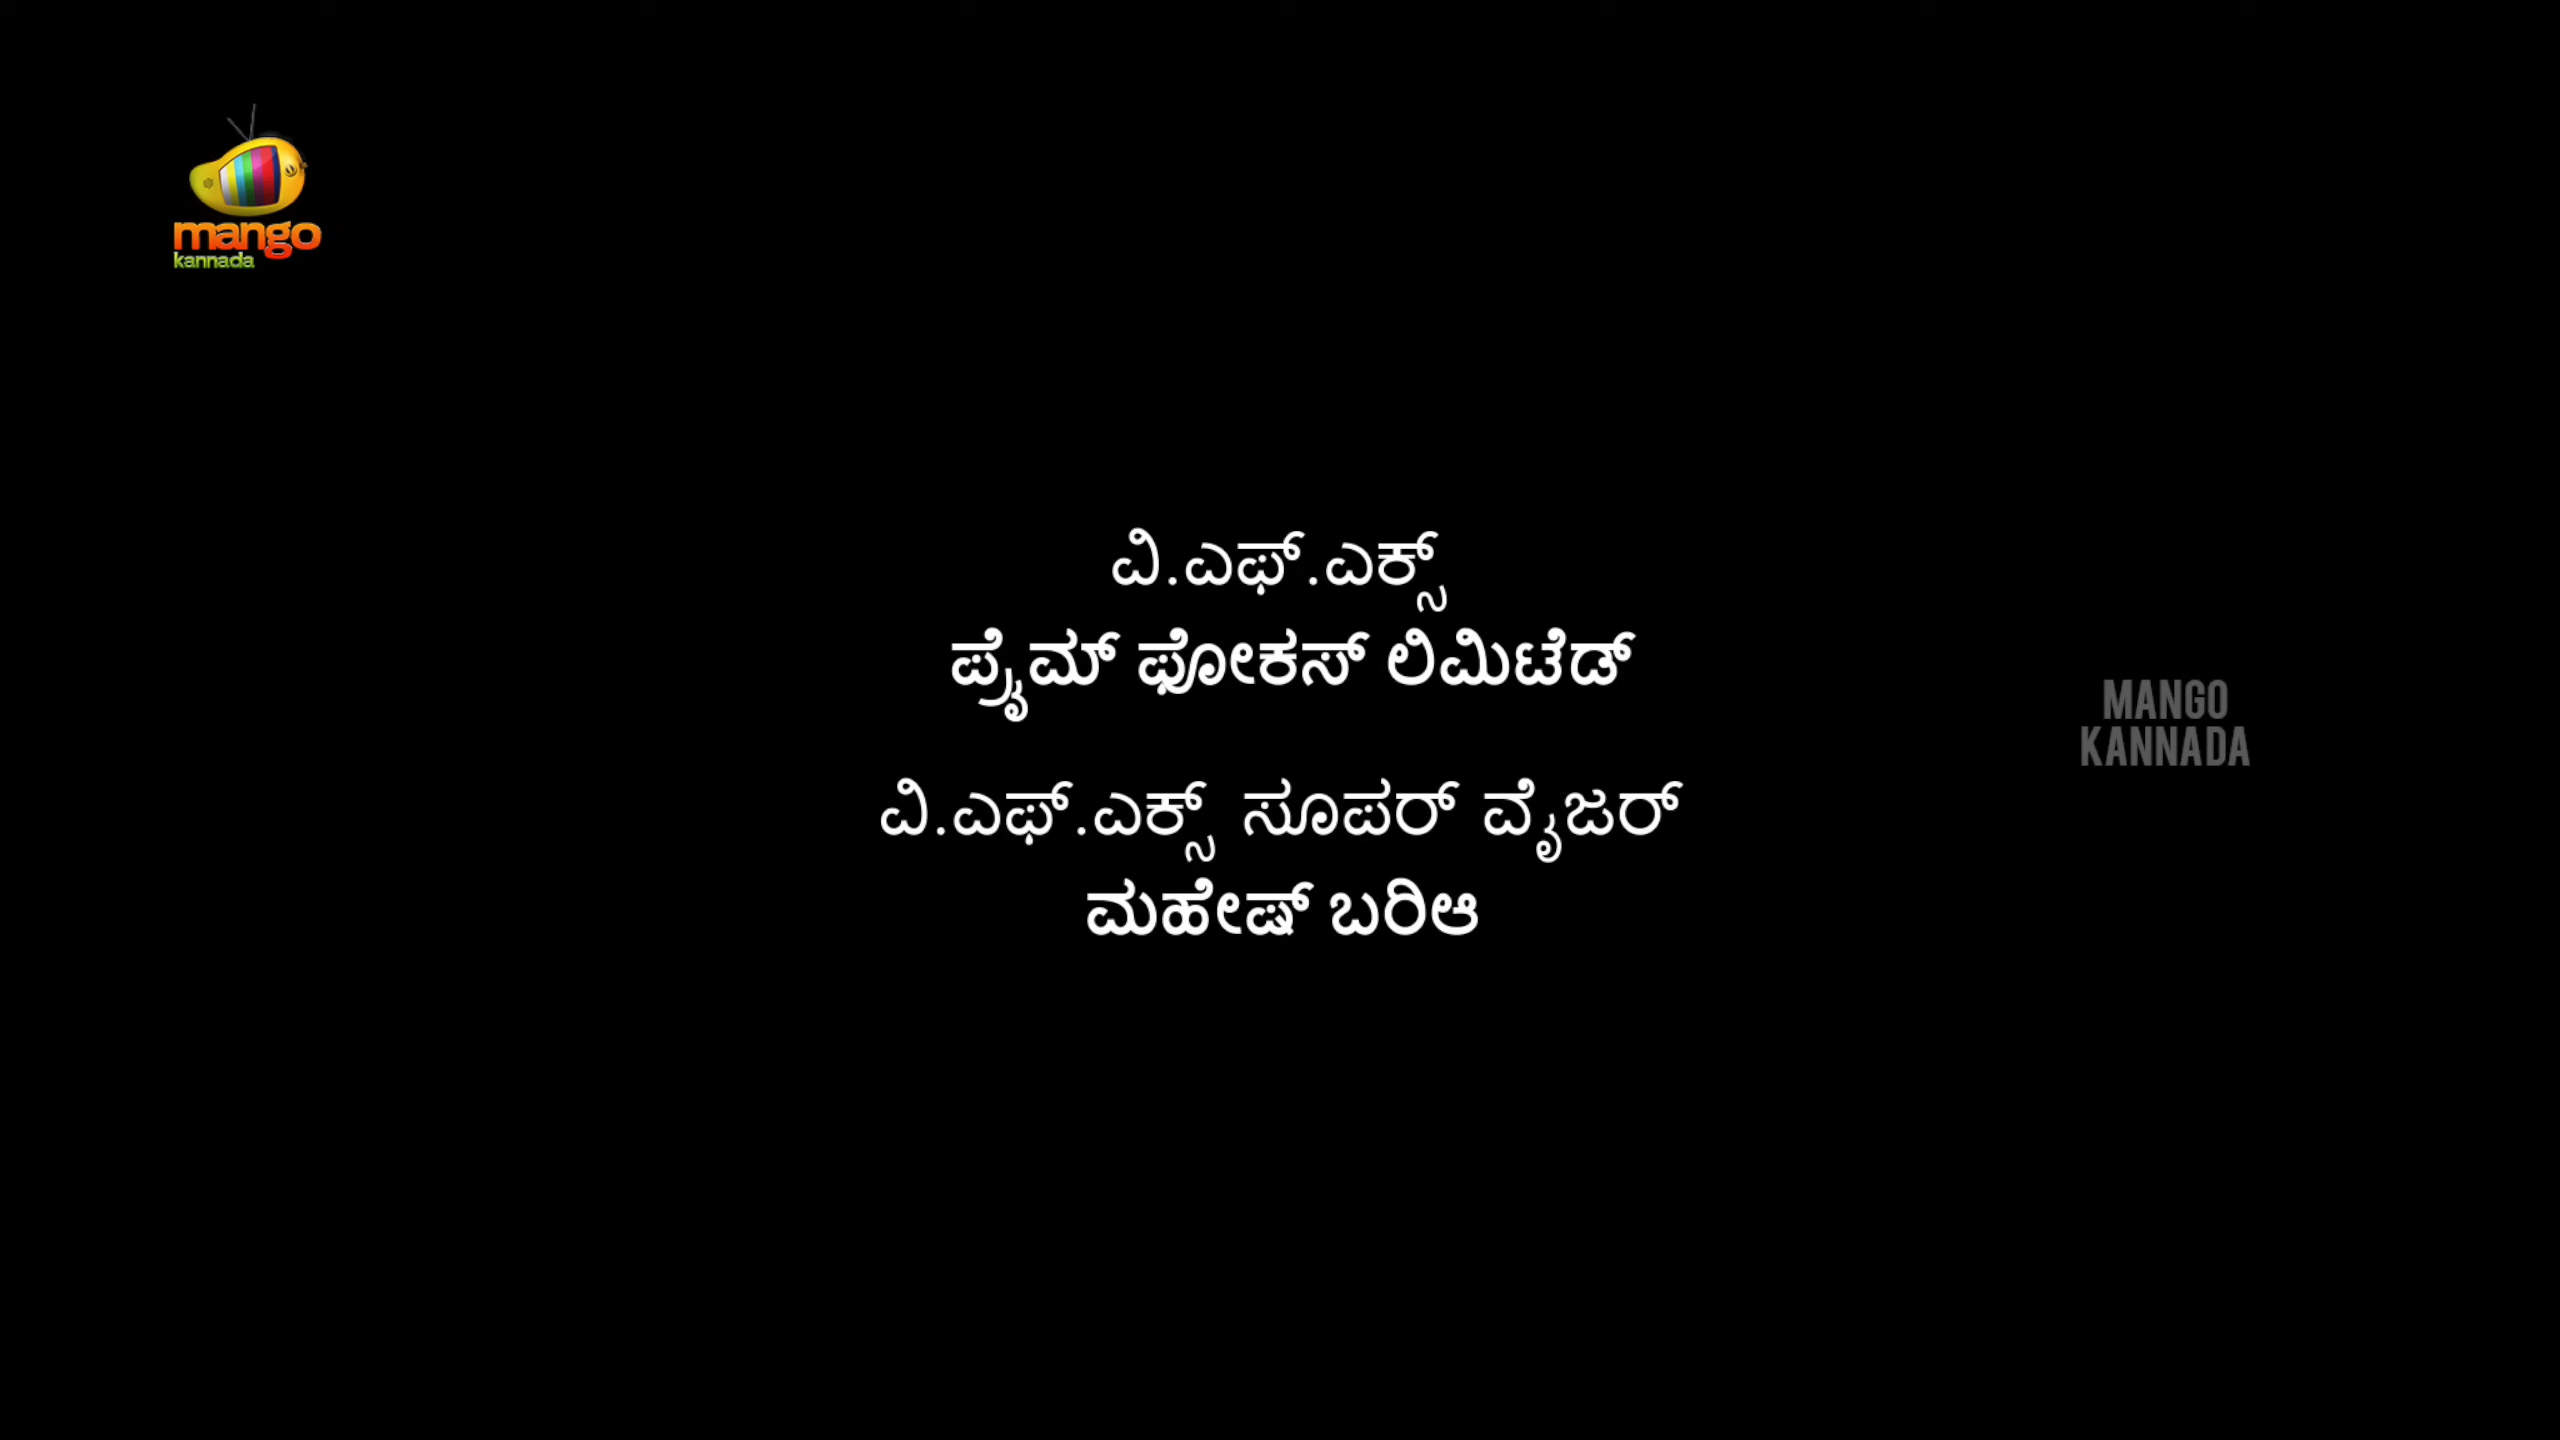 mango
kannada
ವಿ.ಎಫ್.ಎಕ್ಸ್
ಪ್ರೈಮ್ ಫೋಕಸ್ ಲಿಮಿಟೆಡ್
MANGO
KANNADA
ವಿ.ಎಫ್.ಎಕ್ಸ್ ಸೂಪರ್ ವೈಜರ್
ಮಹೇಷ್ ಬರಿಆ